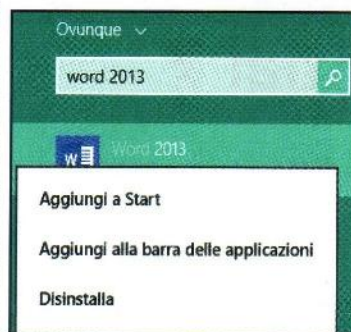 Ovunque
word 2013
Word 2013
Aggiungi a Start
Aggiungi alla barra delle applicazioni
Disinstalla